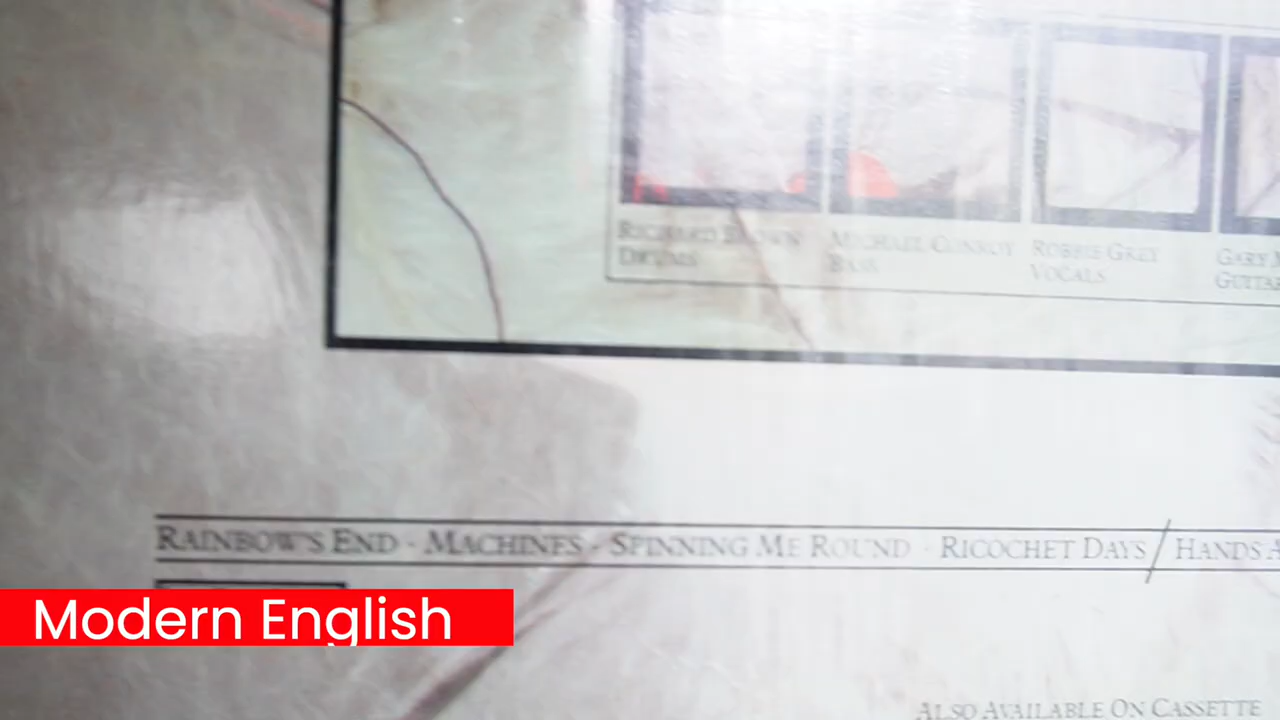 RICHARD BROWN
DRUMS
MICHAEL CONROY
BASS
ROBBIE GREY
VOCALS
GARY
RAINBOW'S END · MACHINES · SPINNING ME ROUND · RICOCHET DAYS / HANDS
Modern English
ALSO AVAILABLE ON CASSETTE